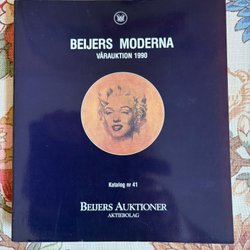 BEIJERS MODERNA
VÅRAUKTION 1990
Katalog nr 41
BEIJERS AUKTIONER
AKTIEBOLAG